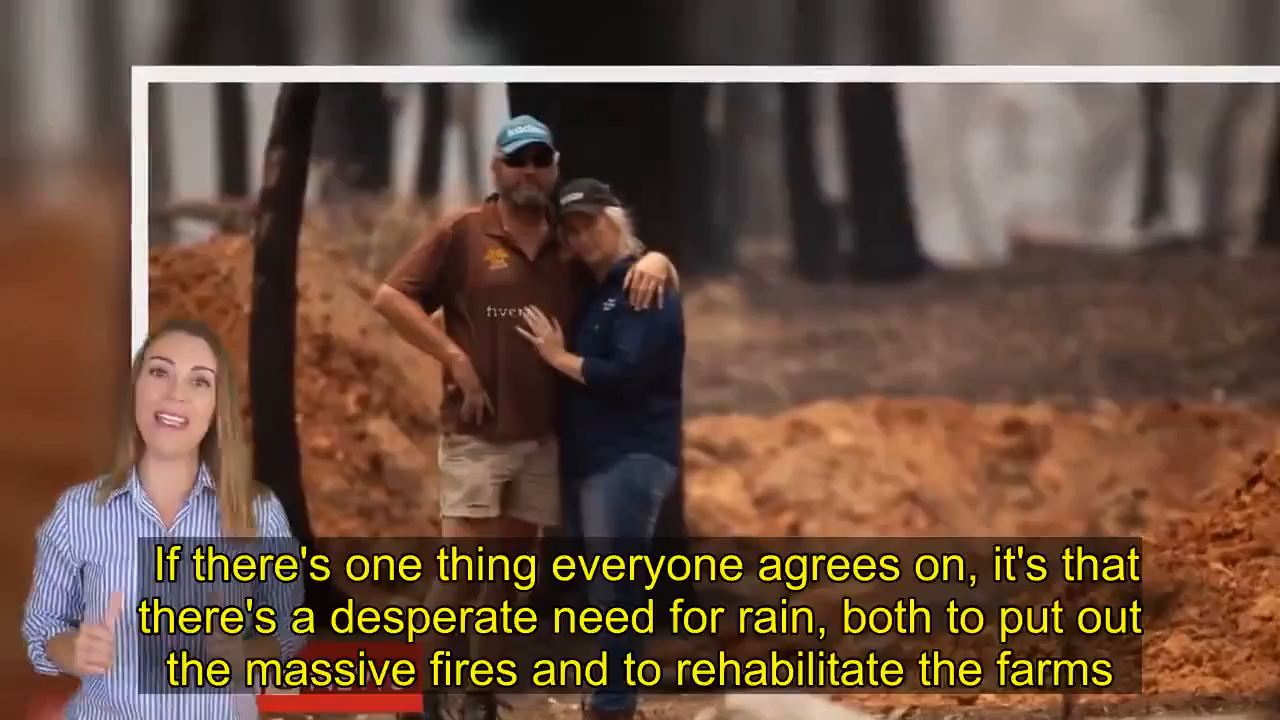 fiverr
If there's one thing everyone agrees on, it's that
there's a desperate need for rain, both to put out
the massive fires and to rehabilitate the farms